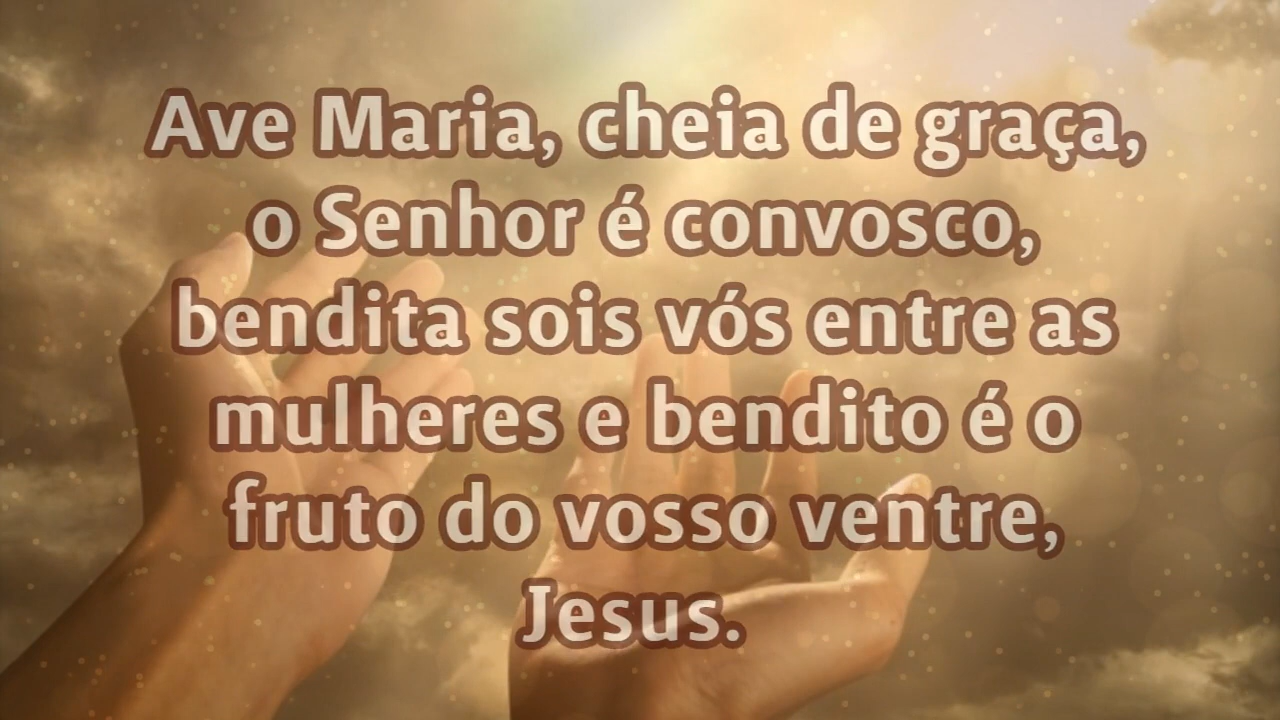 Ave Maria, cheia de graça,
o Senhor é convosco,
bendita sois vós entre as
mulheres e bendito é o
fruto do vosso ventre,
Jesus.